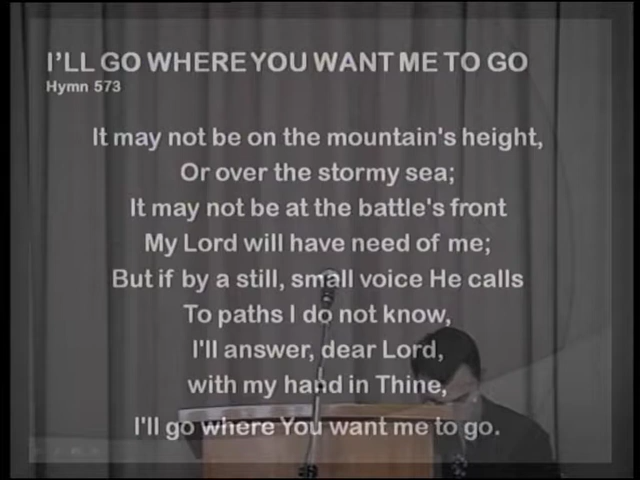 I'LL GO WHERE YOU WANT ME TO GO
Hymn 573
It may not be on the mountain's height,
Or over the stormy sea;
It may not be at the battle's front
My Lord will have need of me;
But if by a still, small voice He calls
To paths I do not know,
I'll answer, dear Lord,
with my hand in Thine,
I'll go where You want me to go.